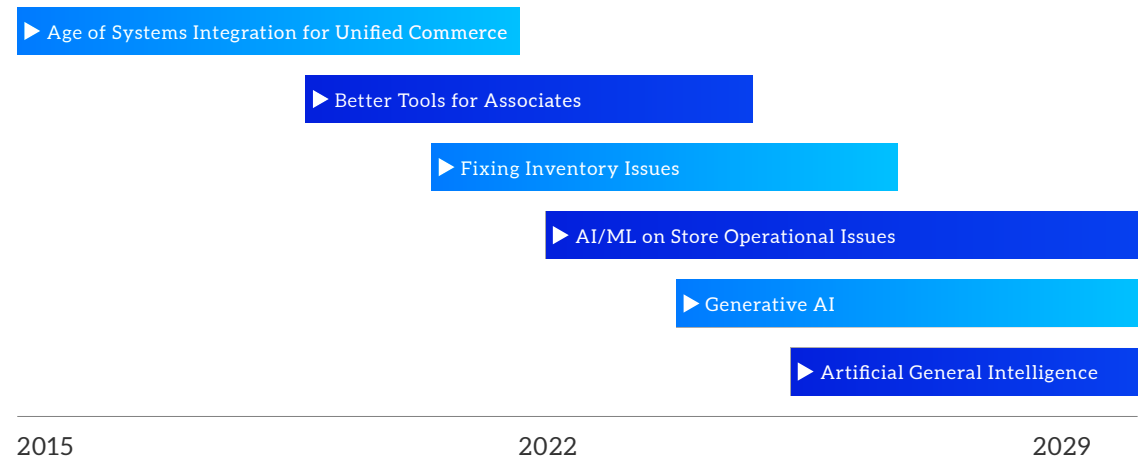 ▶ Age of Systems Integration for Unified Commerce
▶ Better Tools for Associates
▶ Fixing Inventory Issues
▶ AI/ML on Store Operational Issues
▶ Generative AI
▶ Artificial General Intelligence
2015 2022 2029